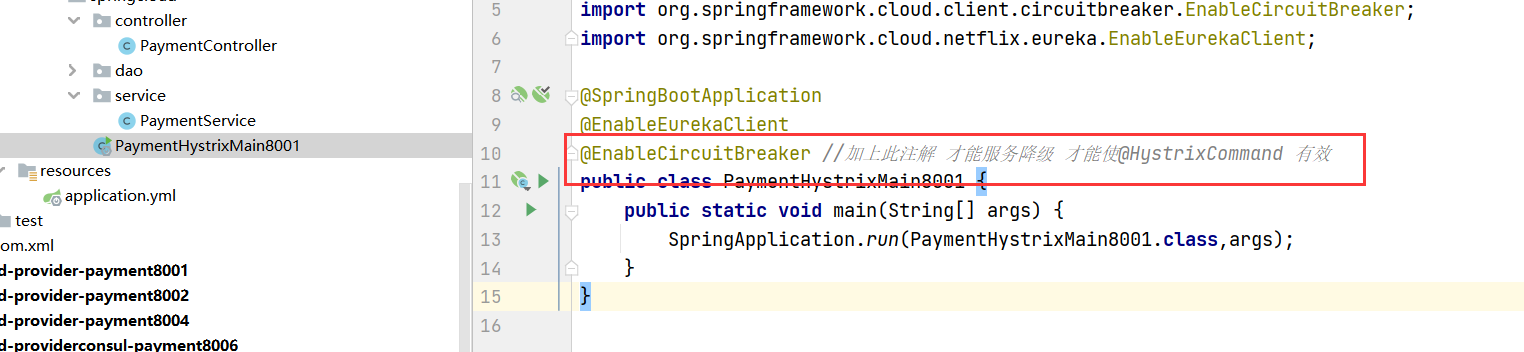 springcloud
controller
PaymentController
dao
service
PaymentService
PaymentHystrixMain8001
resources
application.yml
test
om.xml
d-provider-payment8001
d-provider-payment8002
d-provider-payment8004
d-providerconsul-payment8006
5 import org.springframework.cloud.client.circuitbreaker.EnableCircuitBreaker;
6 import org.springframework.cloud.netflix.eureka.EnableEurekaClient;
7
8 @SpringBootApplication
9 @EnableEurekaClient
10 @EnableCircuitBreaker //加上此注解 才能服务降级 才能使@HystrixCommand 有效
11 public class PaymentHystrixMain8001 {
12 public static void main(String[] args) {
13 SpringApplication.run(PaymentHystrixMain8001.class,args);
14 }
15 }
16